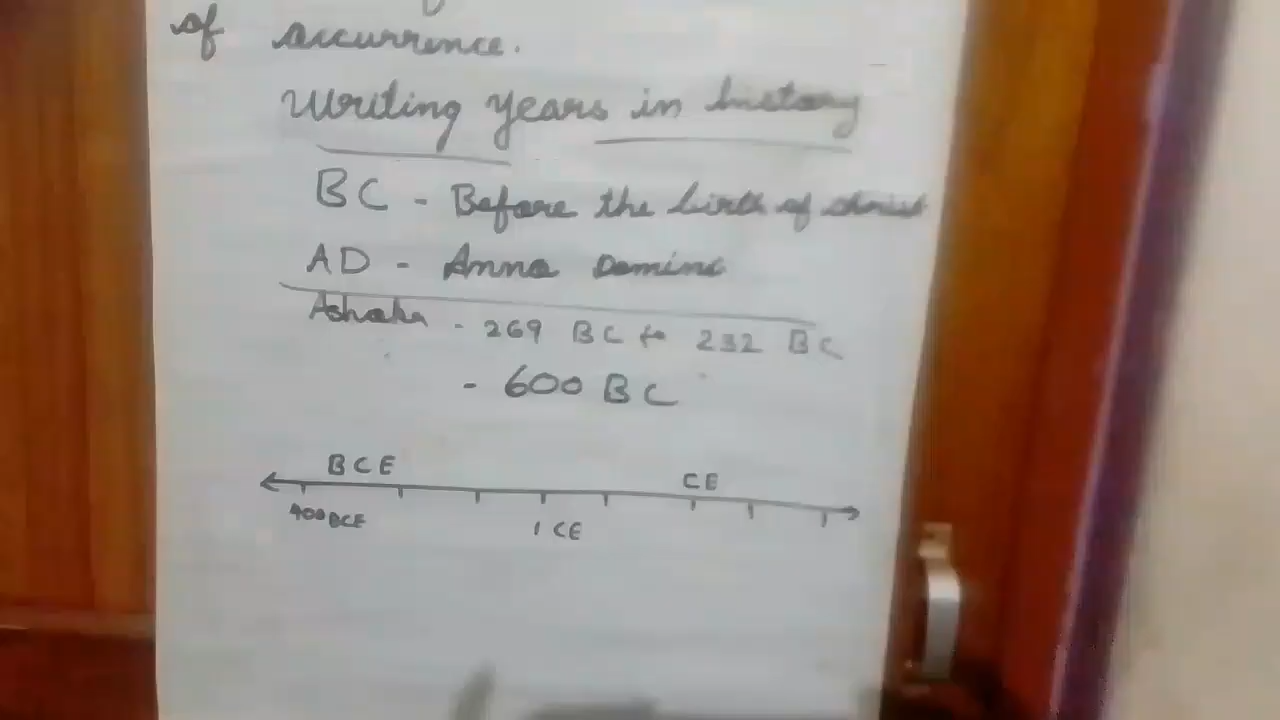 of occurrence.
Writing years in history
BC - Before the birth of christ
AD - Anno Domini
Ashoka - 269 BC to 232 BC
- 600 BC
BCE CE
400 BCE 1 CE